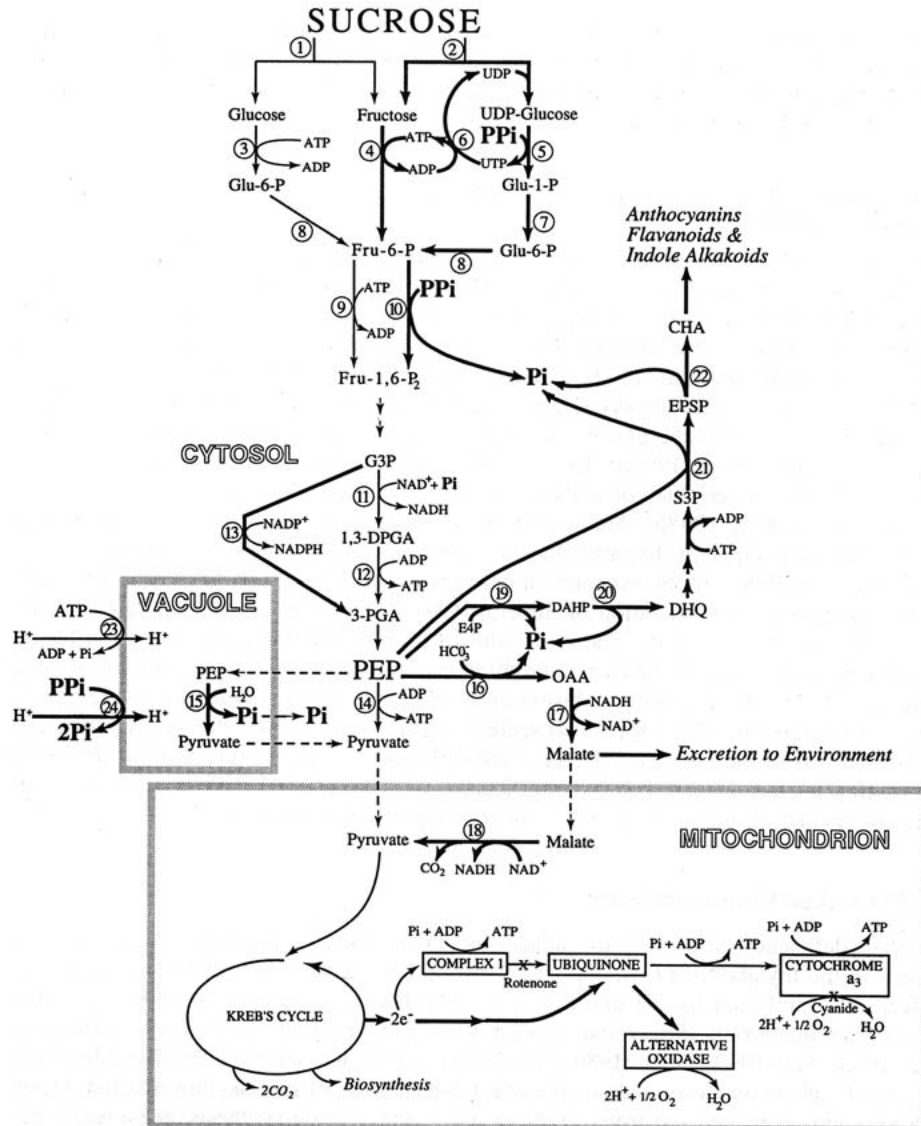 SUCROSE
① ②
UDP
Glucose Fructose UDP-Glucose
PPi
③ ATP ④ ATP ⑥ ⑤
ADP ADP UTP
Glu-6-P Glu-1-P
⑦
Anthocyanins
Flavanoids &
Indole Alkakoids
⑧ Fru-6-P ⑧ Glu-6-P
⑨ ATP ⑩ PPi
ADP
CHA
Fru-1,6-P2 Pi ㉒
EPSP
CYTOSOL
G3P ㉑
⑪ NAD+ + Pi S3P
NADH
⑬ NADP+ ADP
NADPH 1,3-DPGA
⑫ ADP ATP
ATP
VACUOLE
3-PGA ⑲ DAHP ⑳ DHQ
ATP E4P
H+ ㉓ H+ Pi
ADP + Pi HCO3-
PEP PEP ⑯ OAA
PPi ⑮ H2O ⑭ ADP NADH
H+ ㉔ H+ Pi Pi ATP ⑰ NAD+
2Pi Pyruvate Pyruvate Malate Excretion to Environment
MITOCHONDRION
Pyruvate ⑱ Malate
CO2 NADH NAD+
Pi + ADP ATP Pi + ADP ATP Pi + ADP ATP
COMPLEX 1 X UBIQUINONE CYTOCHROME
Rotenone a3
X
Cyanide
KREB'S CYCLE 2e- 2H+ + 1/2 O2 H2O
ALTERNATIVE
OXIDASE
2CO2 Biosynthesis 2H+ + 1/2 O2 H2O